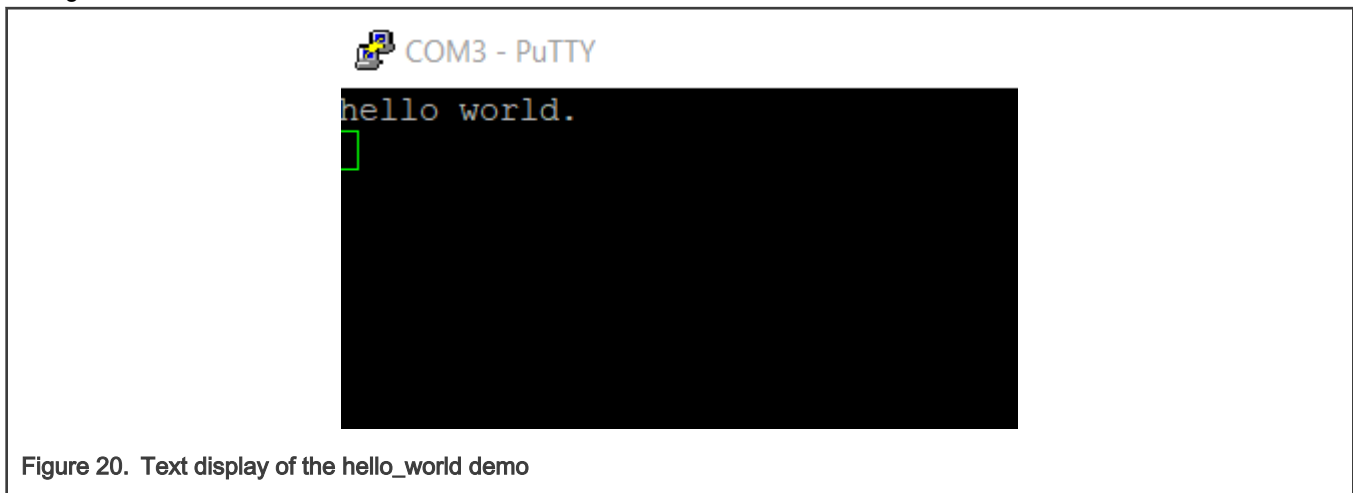 COM3 - PuTTY
hello world.
Figure 20. Text display of the hello_world demo